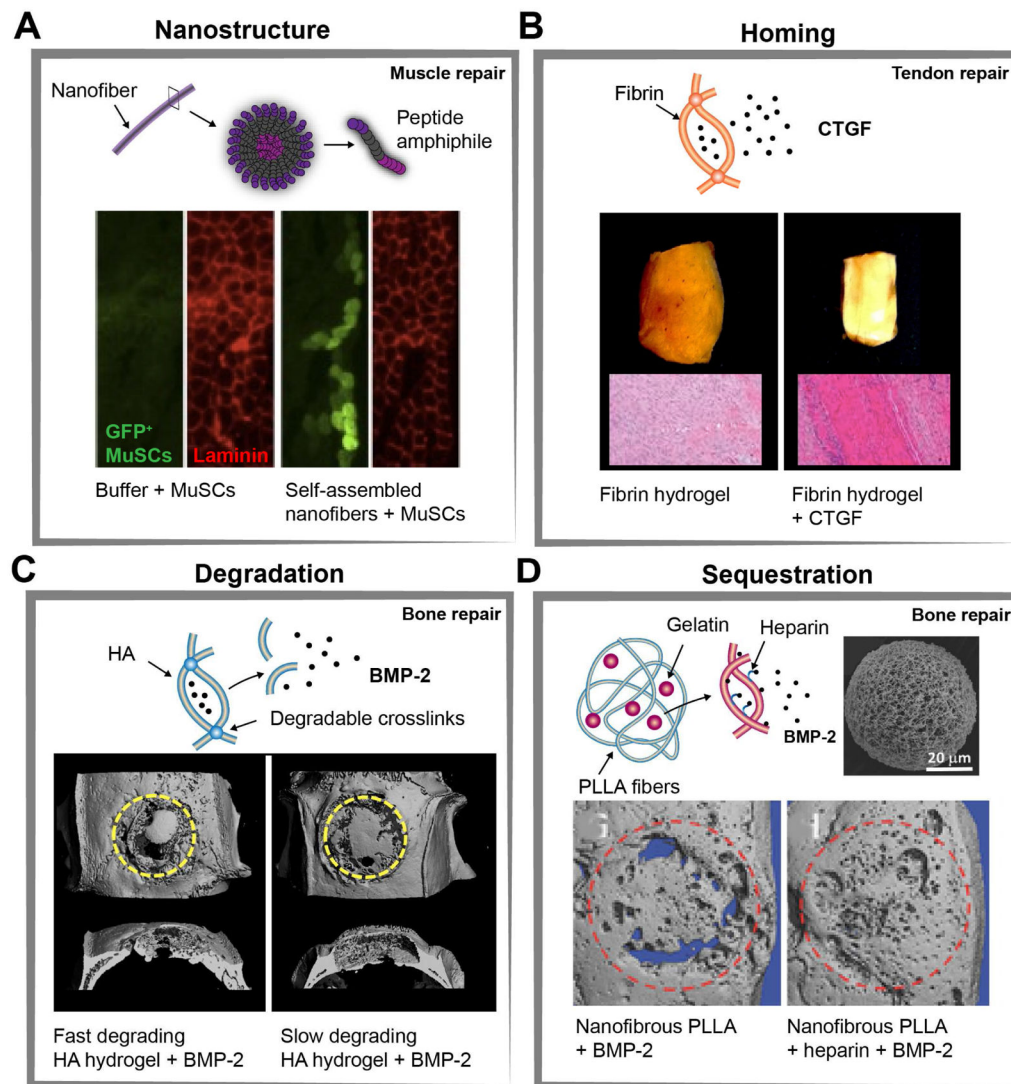 A
Nanostructure
Muscle repair
Nanofiber
Peptide
amphiphile
GFP⁺
MuSCs
Laminin
Buffer + MuSCs
Self-assembled
nanofibers + MuSCs
B
Homing
Tendon repair
Fibrin
CTGF
Fibrin hydrogel
Fibrin hydrogel
+ CTGF
C
Degradation
Bone repair
HA
BMP-2
Degradable crosslinks
Fast degrading
HA hydrogel + BMP-2
Slow degrading
HA hydrogel + BMP-2
D
Sequestration
Bone repair
Gelatin
Heparin
BMP-2
PLLA fibers
20 μm
Nanofibrous PLLA
+ BMP-2
Nanofibrous PLLA
+ heparin + BMP-2